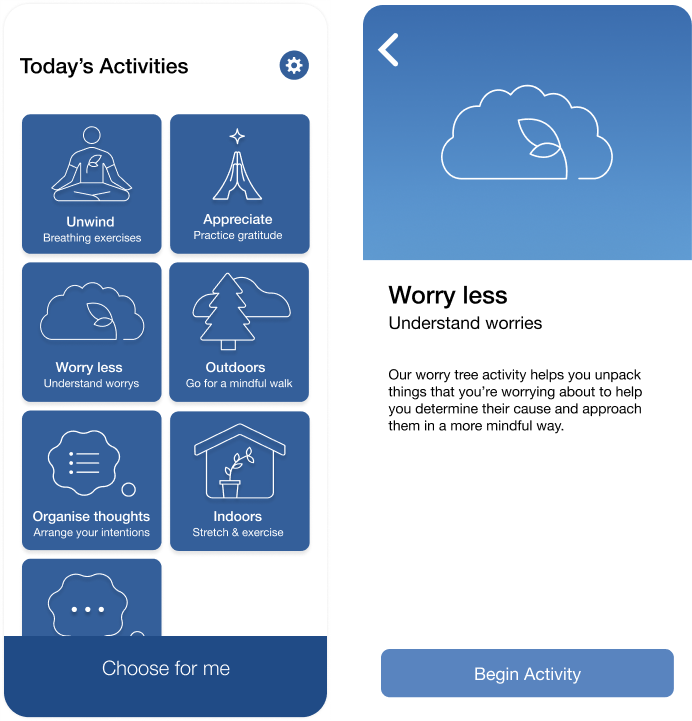 Today's Activities
Unwind
Breathing exercises
Appreciate
Practice gratitude
Worry less
Understand worrys
Outdoors
Go for a mindful walk
Organise thoughts
Arrange your intentions
Indoors
Stretch & exercise
Choose for me
Worry less
Understand worries
Our worry tree activity helps you unpack
things that you're worrying about to help
you determine their cause and approach
them in a more mindful way.
Begin Activity